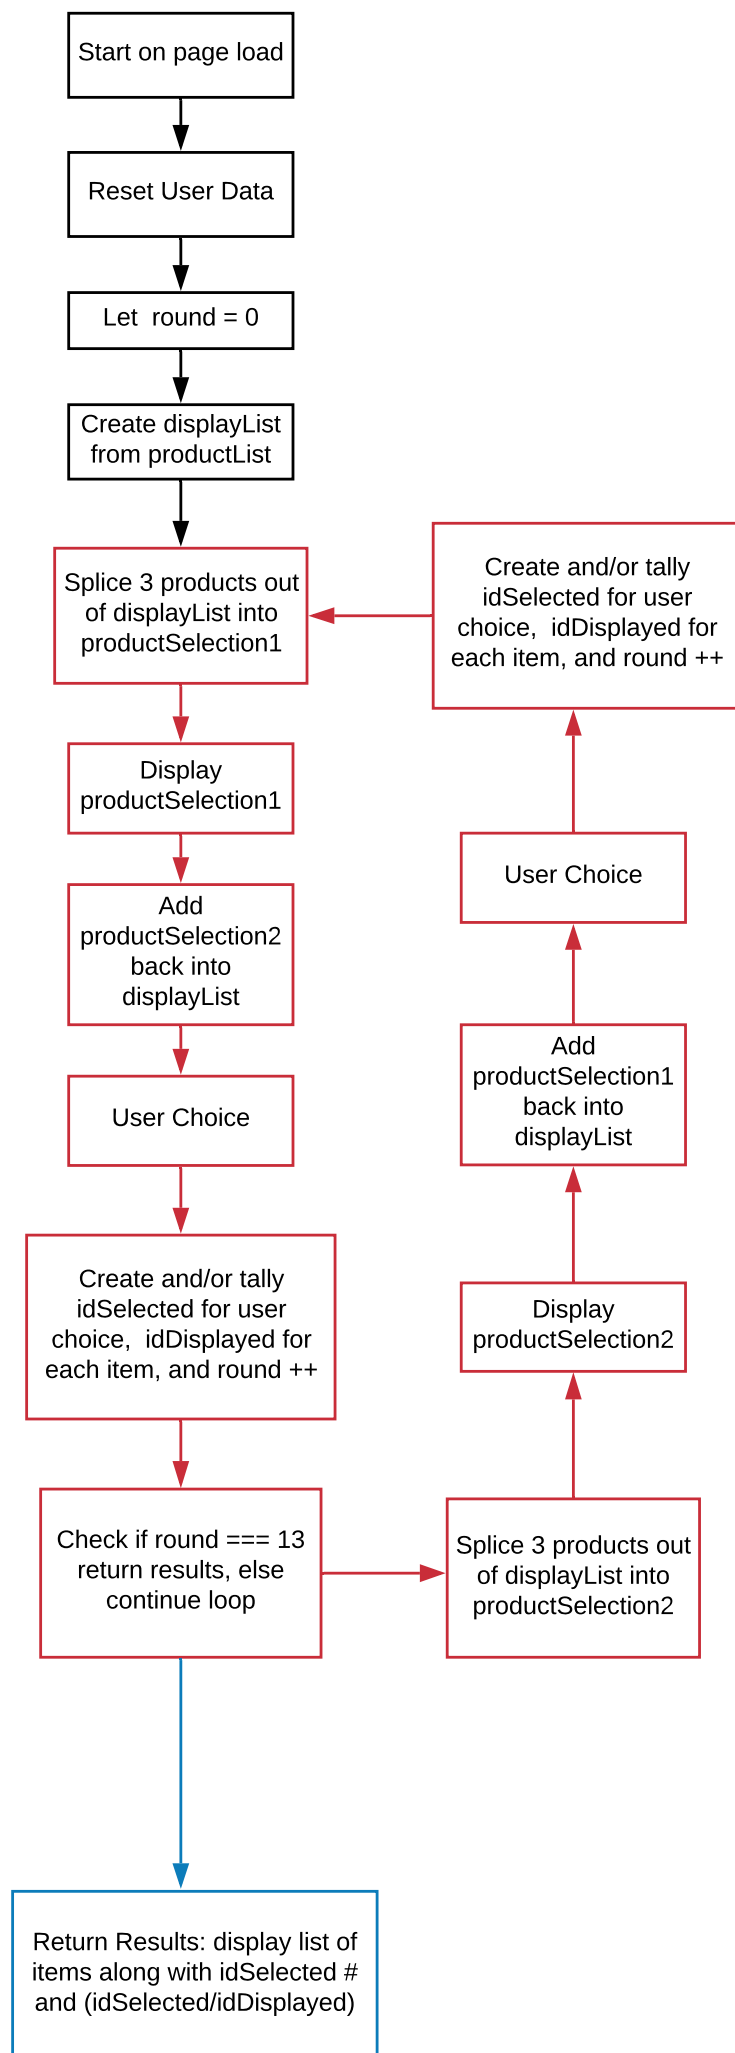 Start on page load
Reset User Data
Let  round = 0
Create displayList
from productList
Splice 3 products out
of displayList into
productSelection1
Display
productSelection1
Add
productSelection2
back into
displayList
User Choice
Create and/or tally
idSelected for user
choice,  idDisplayed for
each item, and round ++
Check if round === 13
return results, else
continue loop
Splice 3 products out
of displayList into
productSelection2
Display
productSelection2
Add
productSelection1
back into
displayList
User Choice
Create and/or tally
idSelected for user
choice,  idDisplayed for
each item, and round ++
Return Results: display list of
items along with idSelected #
and (idSelected/idDisplayed)